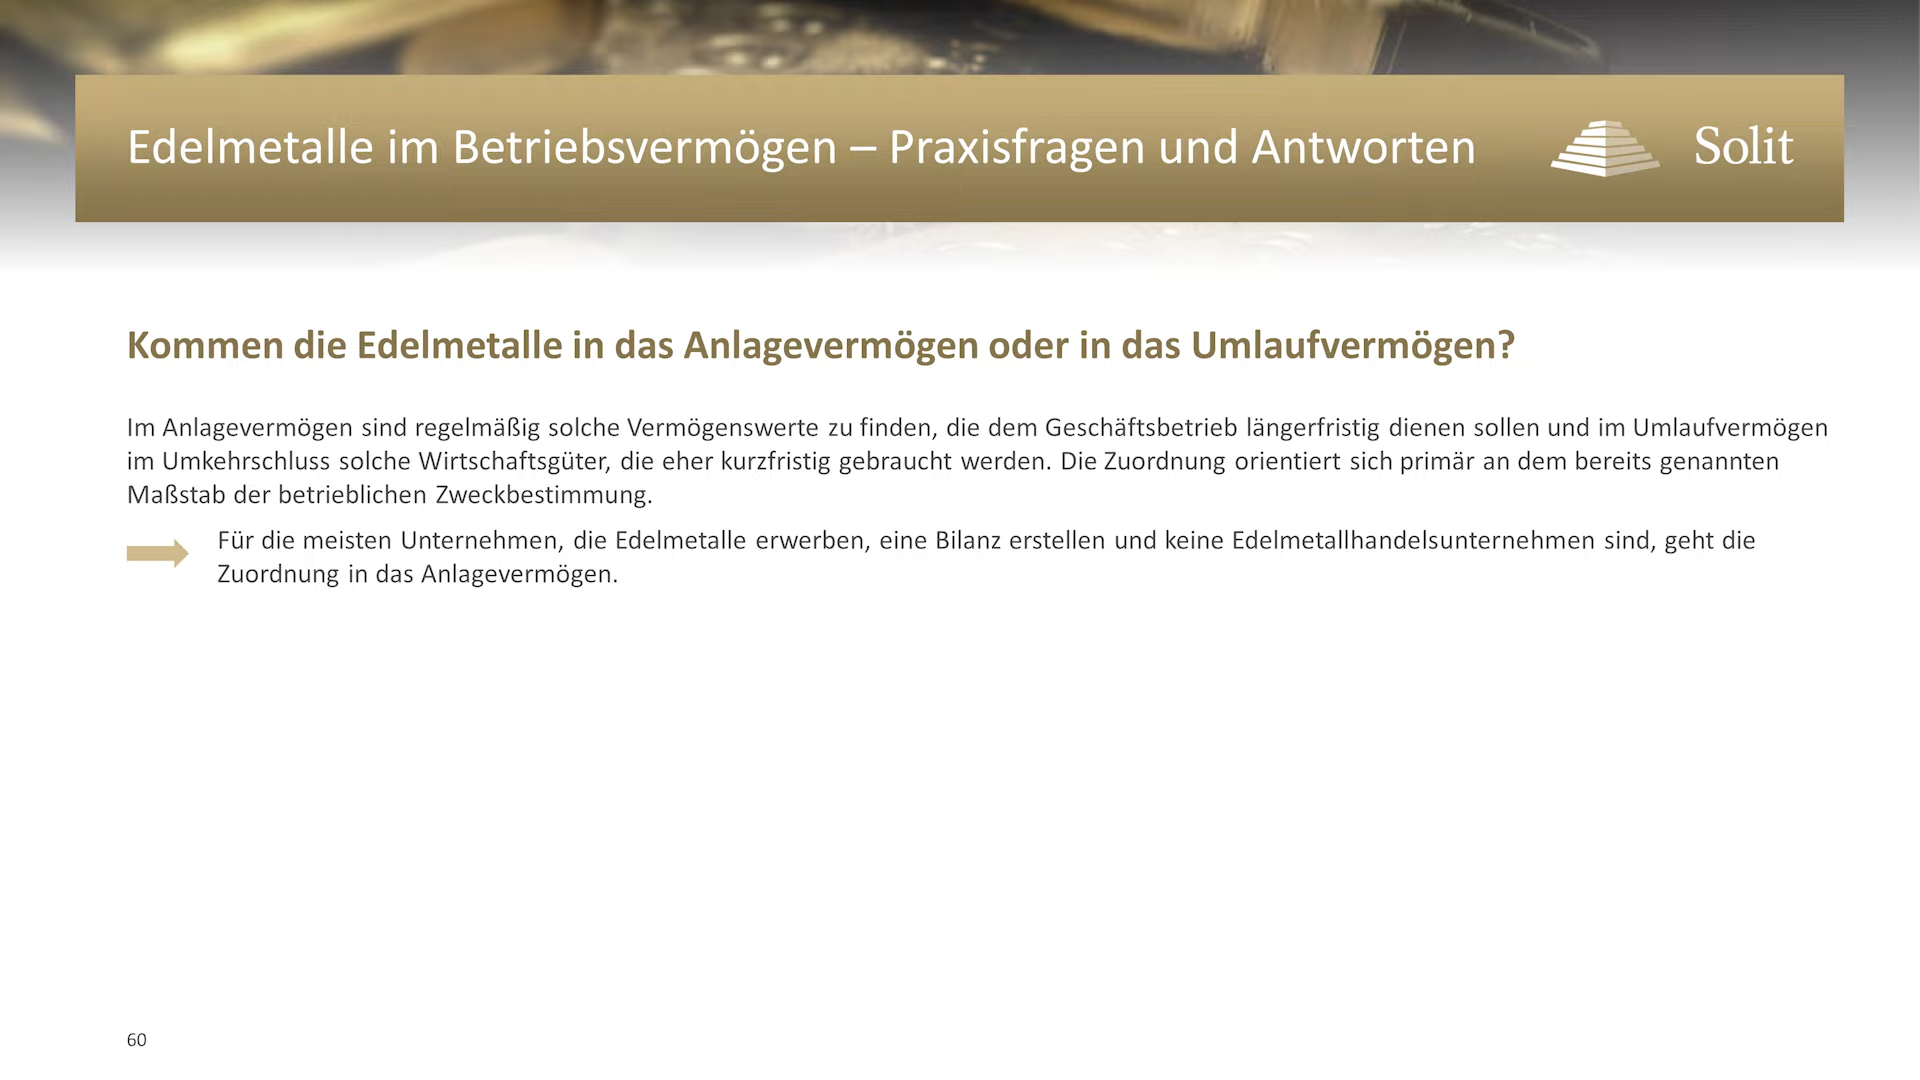 Edelmetalle im Betriebsvermögen – Praxisfragen und Antworten
Solit
Kommen die Edelmetalle in das Anlagevermögen oder in das Umlaufvermögen?
Im Anlagevermögen sind regelmäßig solche Vermögenswerte zu finden, die dem Geschäftsbetrieb längerfristig dienen sollen und im Umlaufvermögen
im Umkehrschluss solche Wirtschaftsgüter, die eher kurzfristig gebraucht werden. Die Zuordnung orientiert sich primär an dem bereits genannten
Maßstab der betrieblichen Zweckbestimmung.
Für die meisten Unternehmen, die Edelmetalle erwerben, eine Bilanz erstellen und keine Edelmetallhandelsunternehmen sind, geht die
Zuordnung in das Anlagevermögen.
60